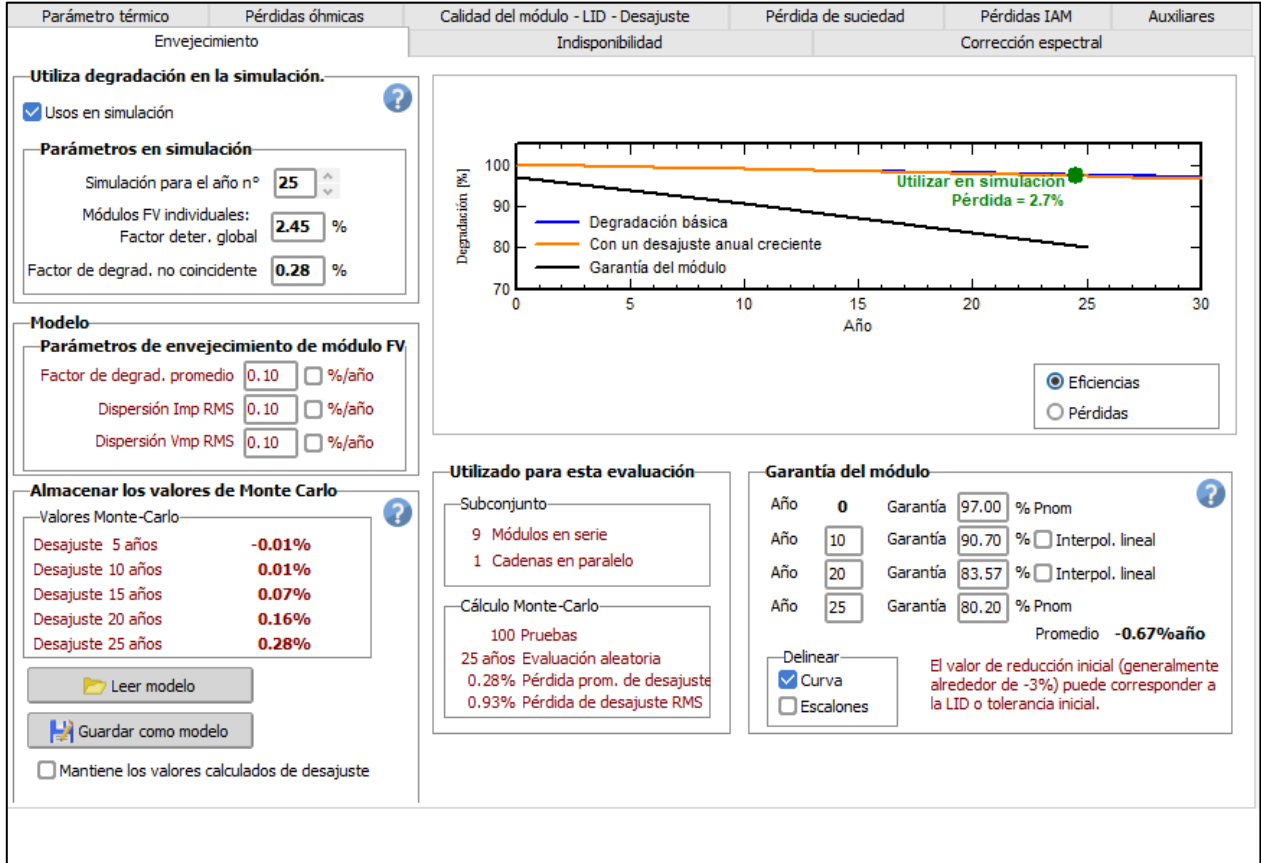 Parámetro térmico Pérdidas óhmicas Calidad del módulo - LID - Desajuste Pérdida de suciedad Pérdidas IAM Auxiliares
Envejecimiento Indisponibilidad Corrección espectral
Utiliza degradación en la simulación.
Usos en simulación
Parámetros en simulación
Simulación para el año nº 25
Módulos FV individuales:
Factor deter. global 2.45 %
Factor de degrad. no coincidente 0.28 %
Modelo
Parámetros de envejecimiento de módulo FV
Factor de degrad. promedio 0.10 %/año
Dispersión Imp RMS 0.10 %/año
Dispersión Vmp RMS 0.10 %/año
Almacenar los valores de Monte Carlo
Valores Monte-Carlo
Desajuste 5 años -0.01%
Desajuste 10 años 0.01%
Desajuste 15 años 0.07%
Desajuste 20 años 0.16%
Desajuste 25 años 0.28%
Leer modelo
Guardar como modelo
Mantiene los valores calculados de desajuste
Degradación [%]
100
90
80
70
0 5 10 15 20 25 30
Año
Utilizar en simulación
Pérdida = 2.7%
Degradación básica
Con un desajuste anual creciente
Garantía del módulo
Eficiencias
Pérdidas
Utilizado para esta evaluación
Subconjunto
9 Módulos en serie
1 Cadenas en paralelo
Cálculo Monte-Carlo
100 Pruebas
25 años Evaluación aleatoria
0.28% Pérdida prom. de desajuste
0.93% Pérdida de desajuste RMS
Garantía del módulo
Año 0 Garantía 97.00 % Pnom
Año 10 Garantía 90.70 % Interpol. lineal
Año 20 Garantía 83.57 % Interpol. lineal
Año 25 Garantía 80.20 % Pnom
Promedio -0.67%año
Delinear
Curva
Escalones
El valor de reducción inicial (generalmente
alrededor de -3%) puede corresponder a
la LID o tolerancia inicial.